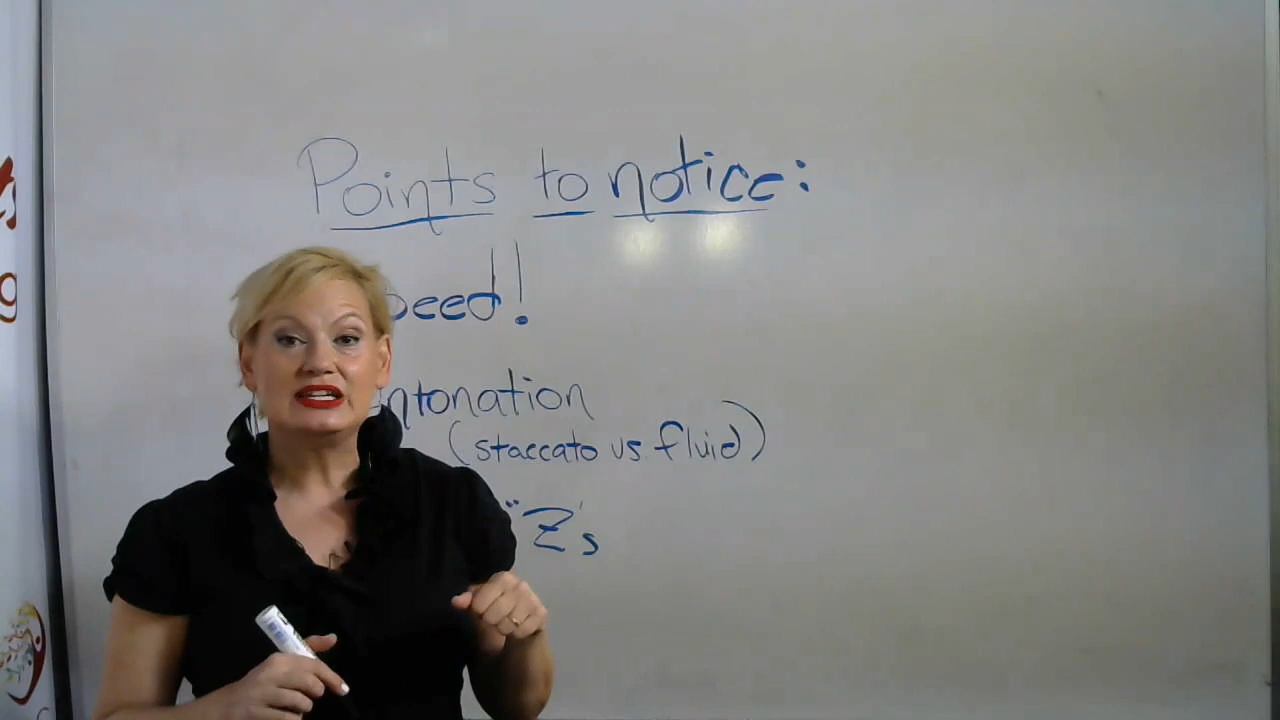 Points to notice:
peed!
ntonation
(staccato vs fluid)
" Z's
s
g